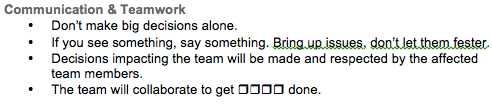 Communication & Teamwork
• Don't make big decisions alone.
• If you see something, say something. Bring up issues, don't let them fester.
• Decisions impacting the team will be made and respected by the affected
team members.
• The team will collaborate to get ❒❒❒❒ done.